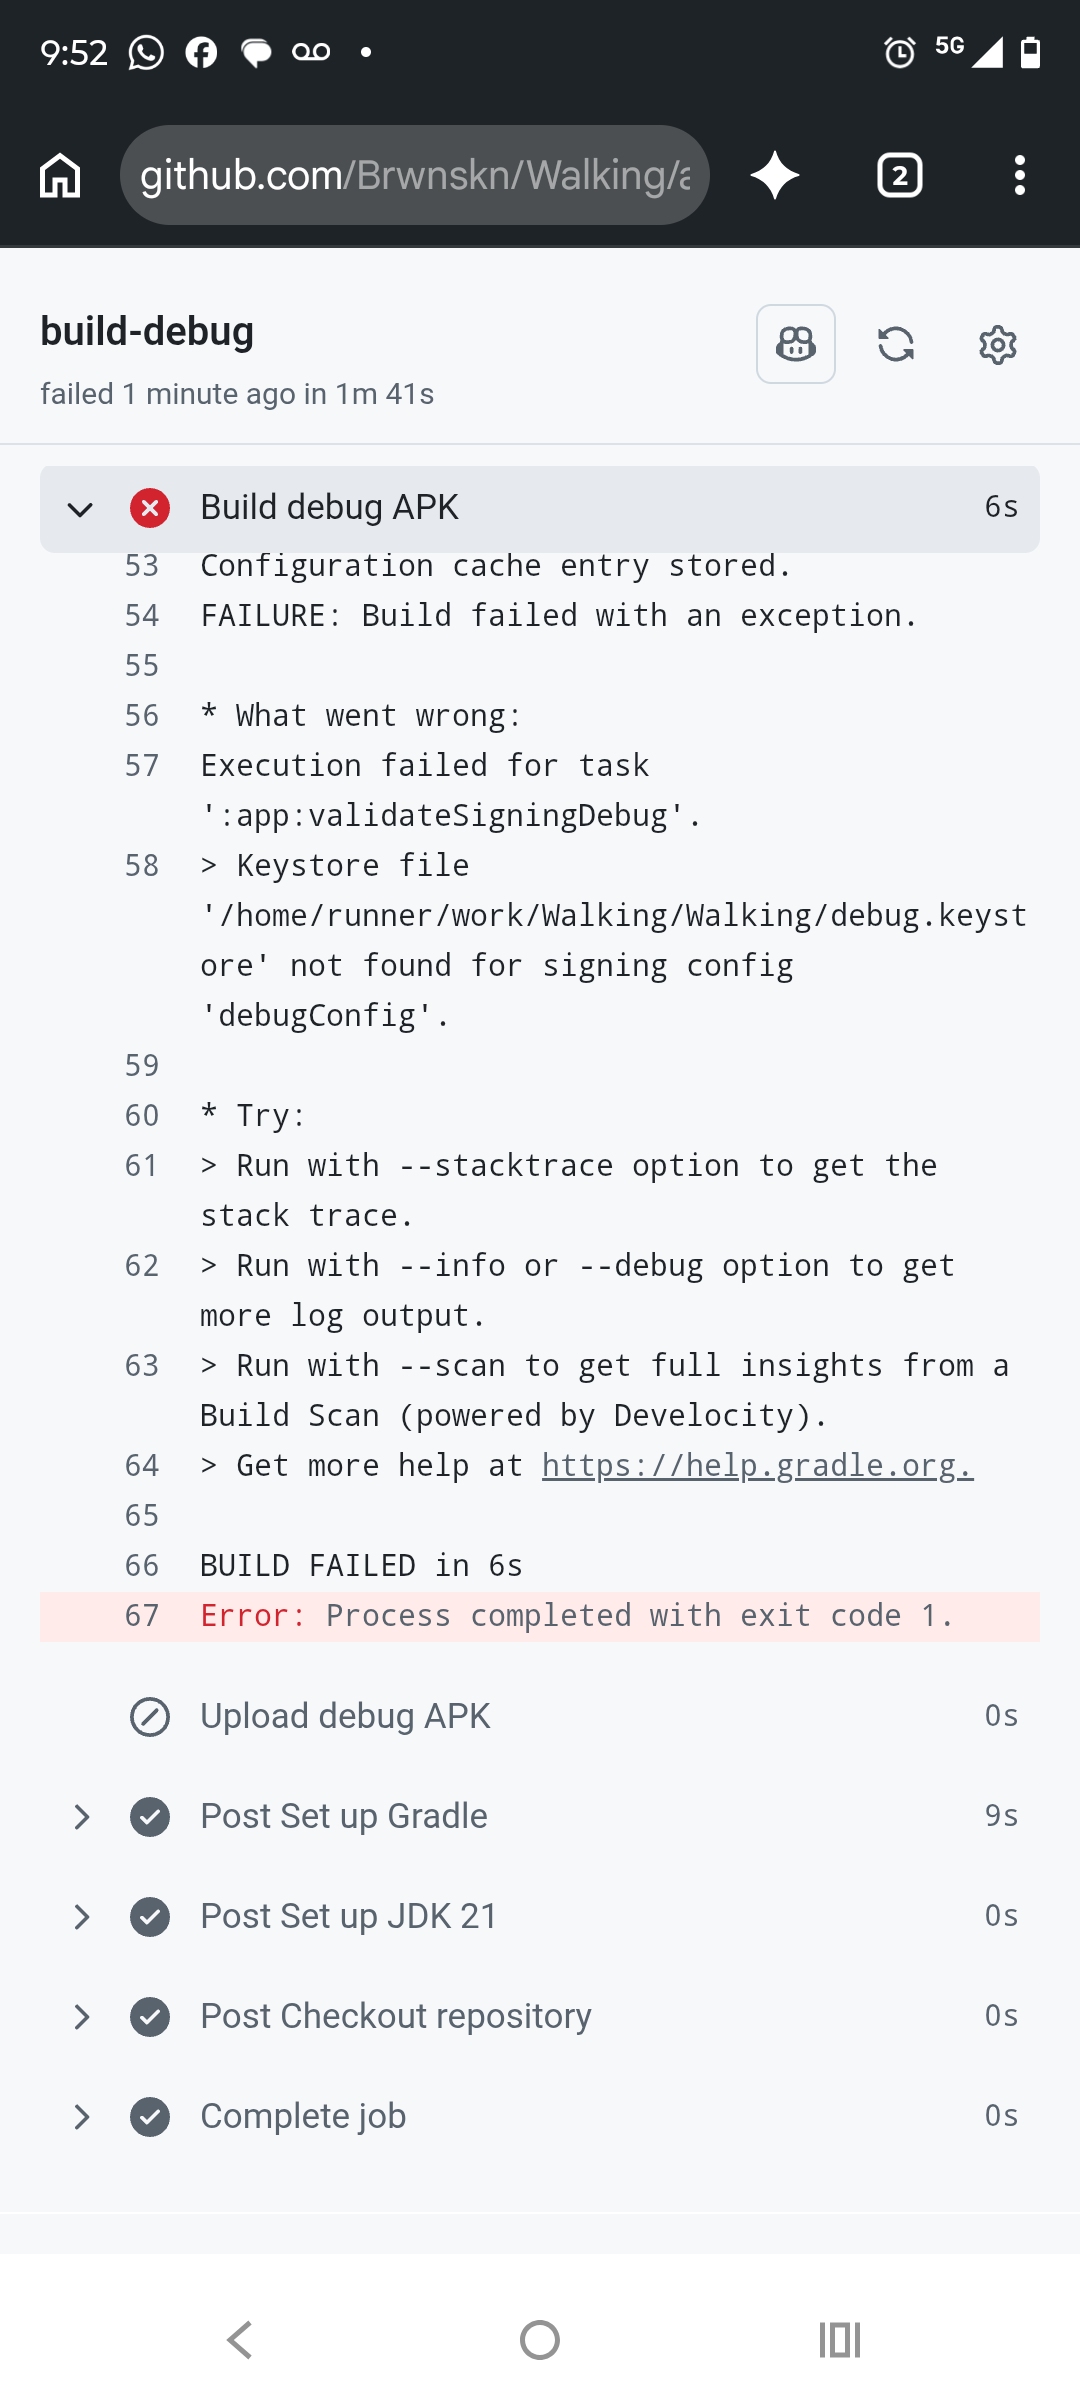 9:52
5G
github.com/Brwnskn/Walking/a
2
build-debug
failed 1 minute ago in 1m 41s
Build debug APK 6s
53 Configuration cache entry stored.
54 FAILURE: Build failed with an exception.
55
56 * What went wrong:
57 Execution failed for task
':app:validateSigningDebug'.
58 > Keystore file
'/home/runner/work/Walking/Walking/debug.keyst
ore' not found for signing config
'debugConfig'.
59
60 * Try:
61 > Run with --stacktrace option to get the
stack trace.
62 > Run with --info or --debug option to get
more log output.
63 > Run with --scan to get full insights from a
Build Scan (powered by Develocity).
64 > Get more help at https://help.gradle.org.
65
66 BUILD FAILED in 6s
67 Error: Process completed with exit code 1.
Upload debug APK 0s
Post Set up Gradle 9s
Post Set up JDK 21 0s
Post Checkout repository 0s
Complete job 0s